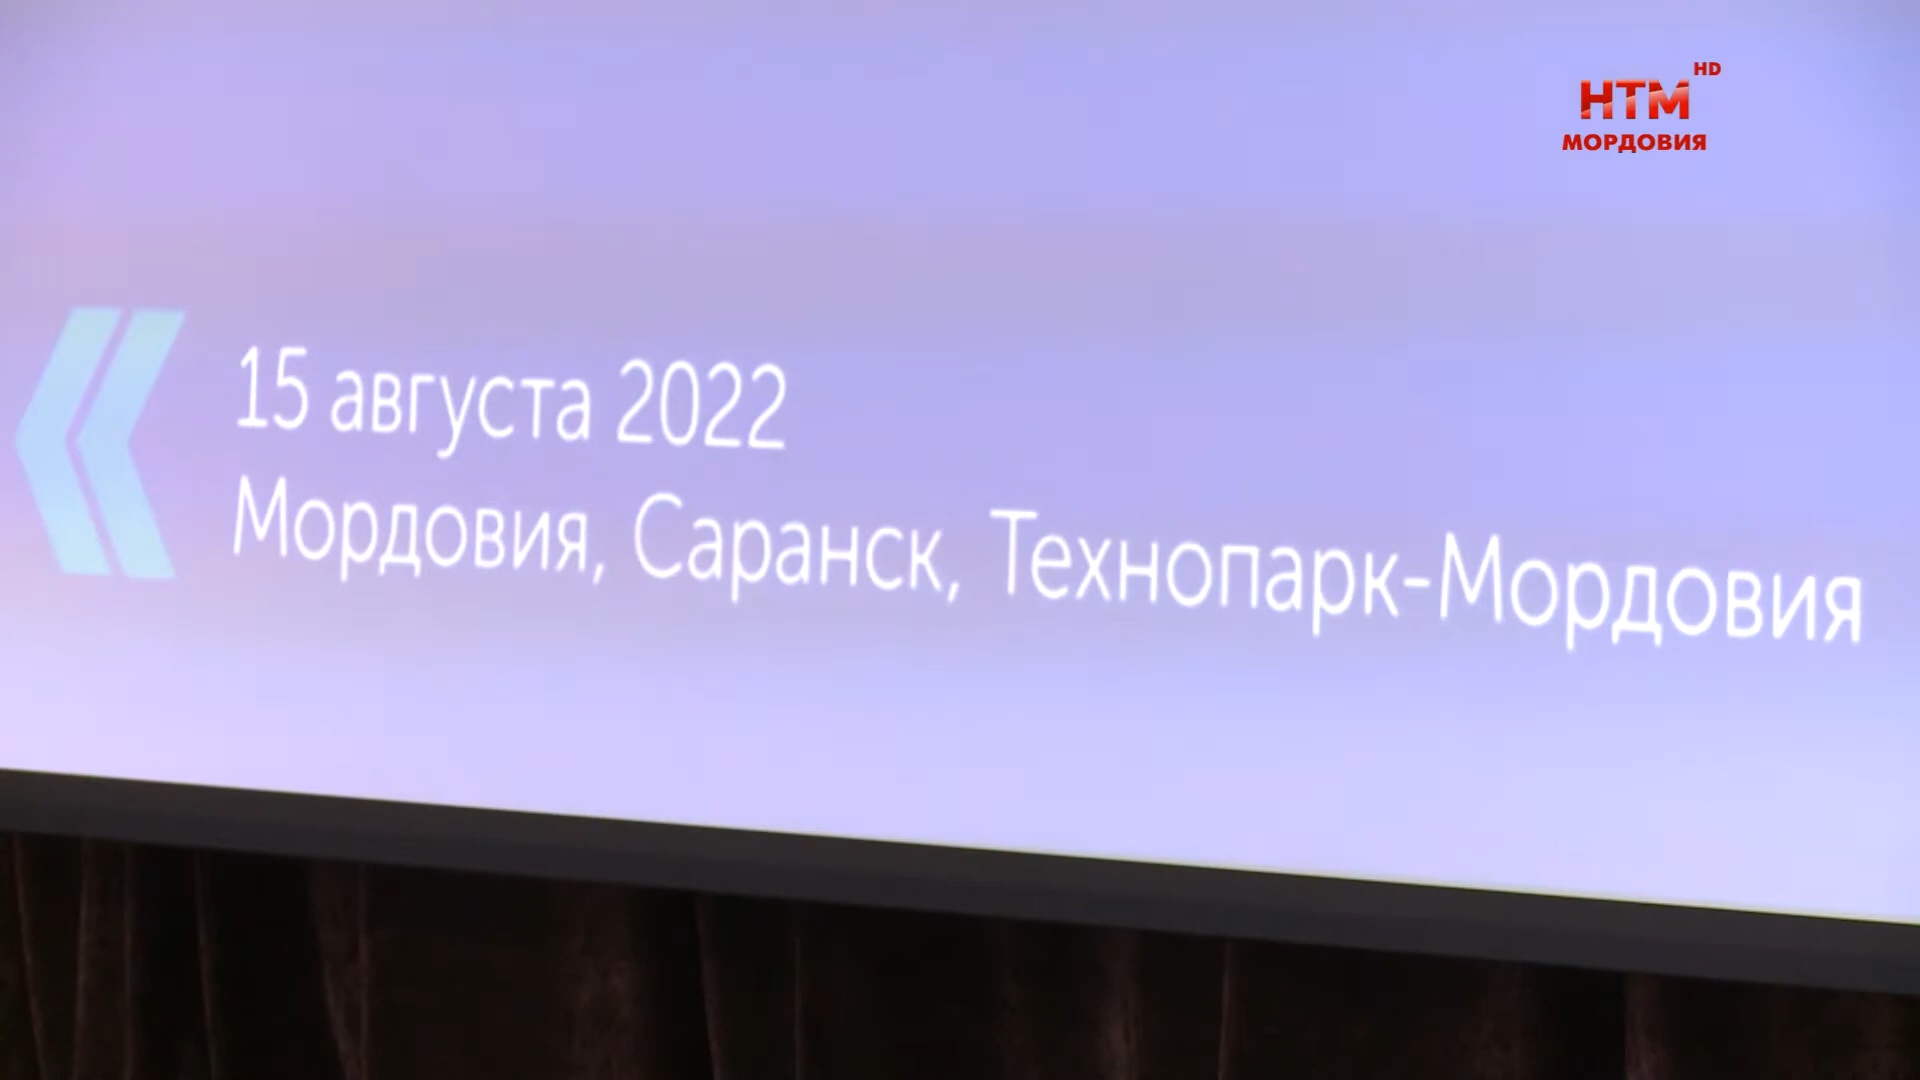 HD
НТМ
МОРДОВИЯ
15 августа 2022
Мордовия, Саранск, Технопарк-Мордовия